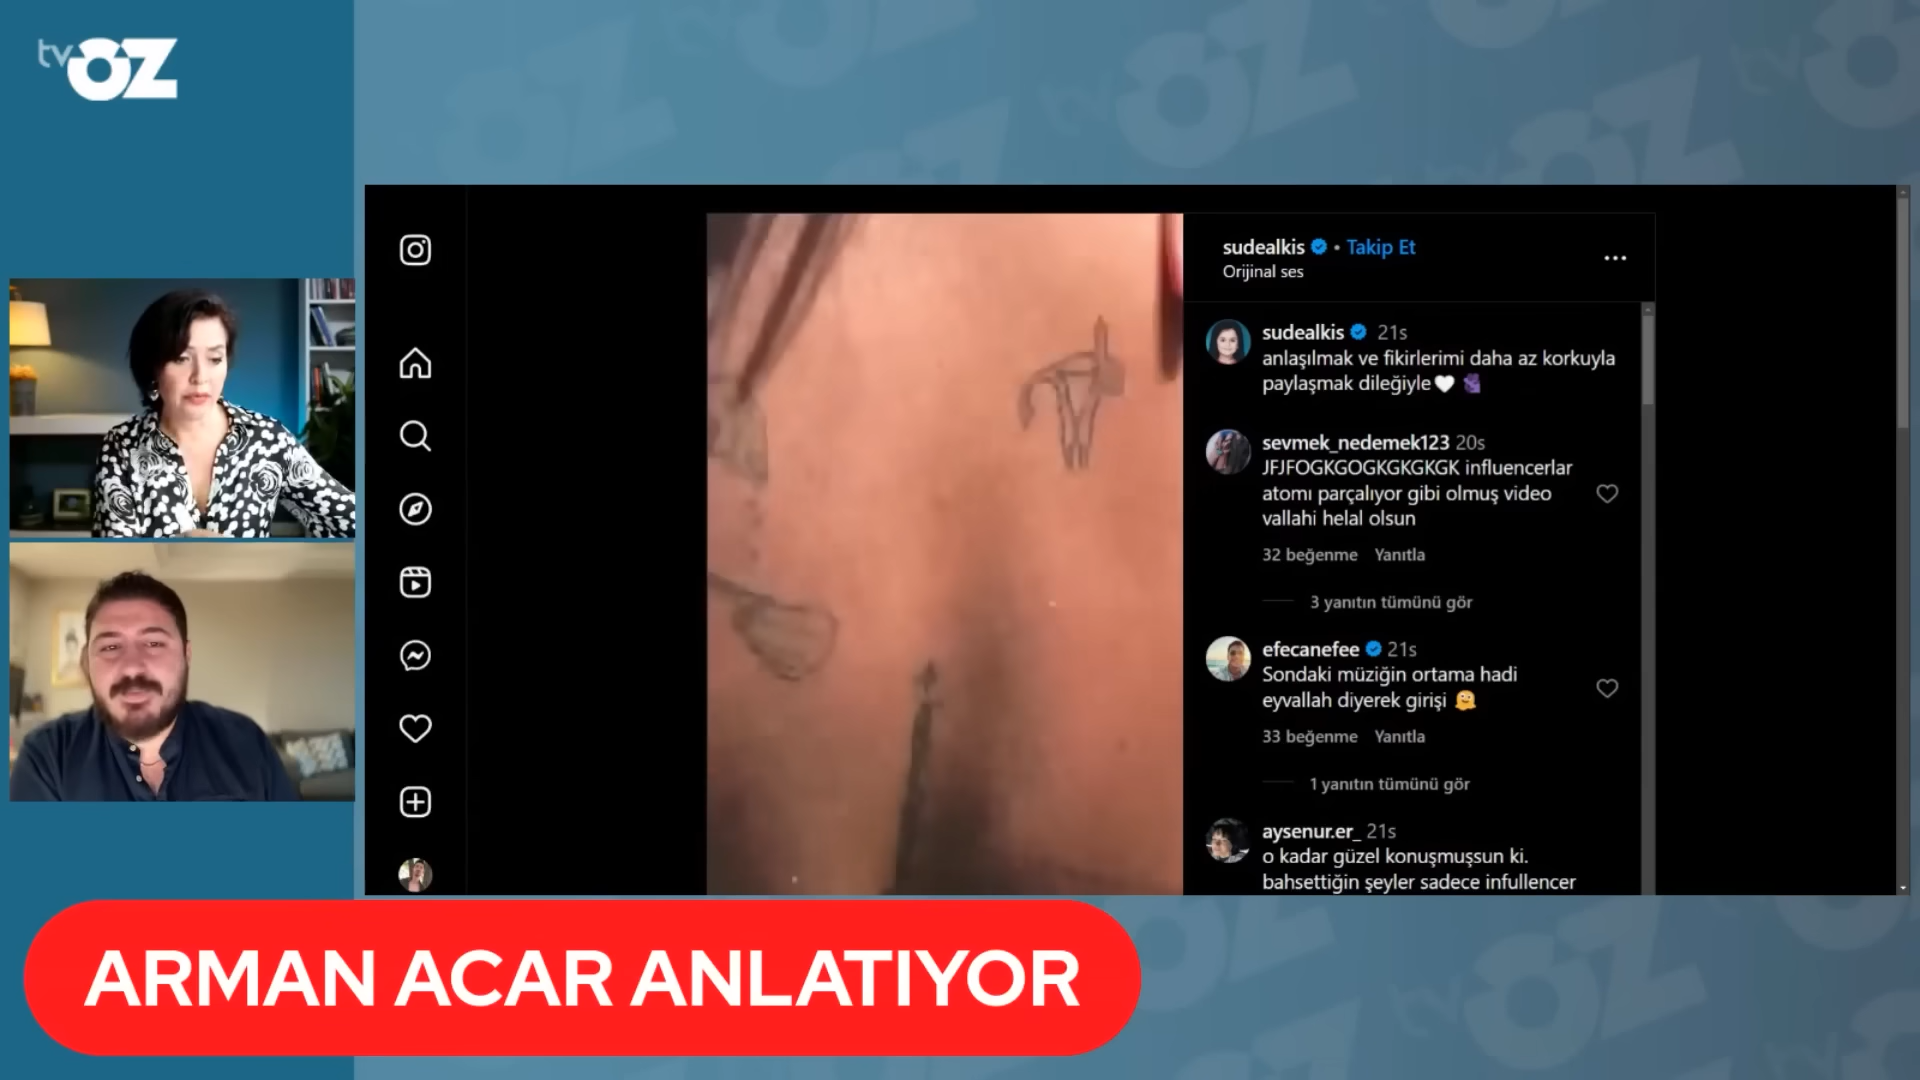 tv ÖZ
sudealkis • Takip Et
Orijinal ses
sudealkis 21s
anlaşılmak ve fikirlerimi daha az korkuyla
paylaşmak dileğiyle🤍
sevmek_nedemek123 20s
JFJFOGKGOGKGKGKGK influencerlar
atomı parçalıyor gibi olmuş video
vallahi helal olsun
32 beğenme Yanıtla
3 yanıtın tümünü gör
efecanefee 21s
Sondaki müziğin ortama hadi
eyvallah diyerek girişi
33 beğenme Yanıtla
1 yanıtın tümünü gör
aysenur.er_ 21s
o kadar güzel konuşmuşsun ki.
bahsettiğin şeyler sadece infullencer
ARMAN ACAR ANLATIYOR